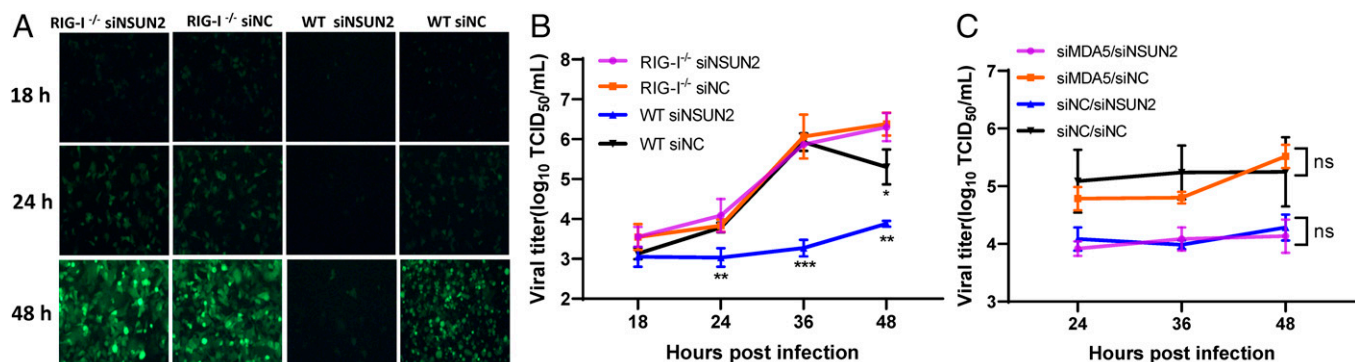 A
RIG-I -/- siNSUN2 RIG-I -/- siNC WT siNSUN2 WT siNC
18 h
24 h
48 h
B
RIG-I-/- siNSUN2
RIG-I-/- siNC
WT siNSUN2
WT siNC
Viral titer(log10 TCID50/mL)
8
7
6
5
4
3
2
*
**
**
***
18 24 36 48
Hours post infection
C
siMDA5/siNSUN2
siMDA5/siNC
siNC/siNSUN2
siNC/siNC
Viral titer(log10 TCID50/mL)
7
6
5
4
3
ns
ns
24 36 48
Hours post infection